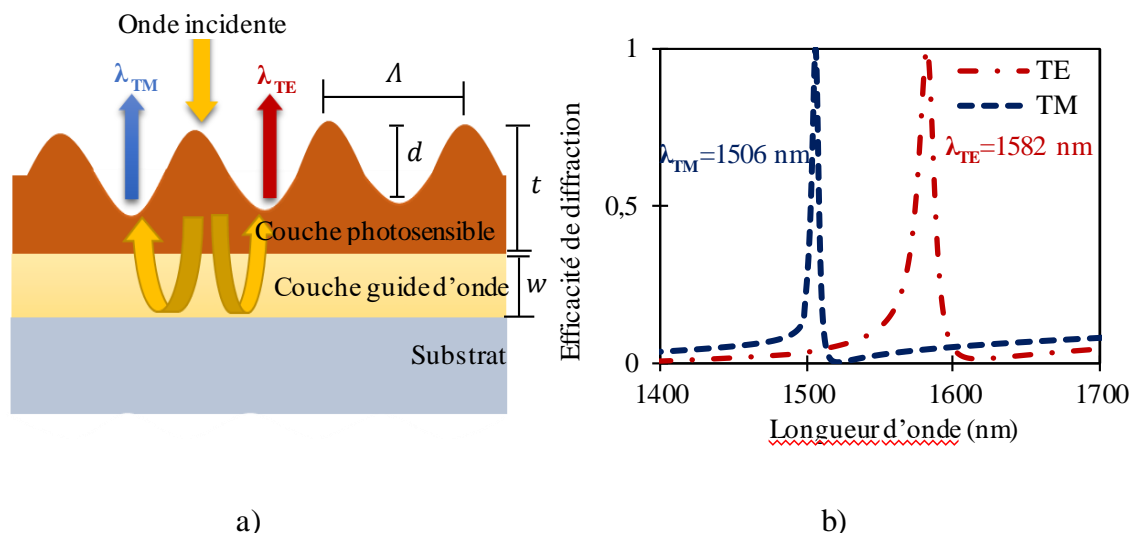 Onde incidente
λTM
λTE
Λ
d
t
Couche photosensible
Couche guide d'onde
w
Substrat
a)
Efficacité de diffraction
1
0,5
0
TE
TM
λTM=1506 nm
λTE=1582 nm
1400
1500
1600
1700
Longueur d'onde (nm)
b)